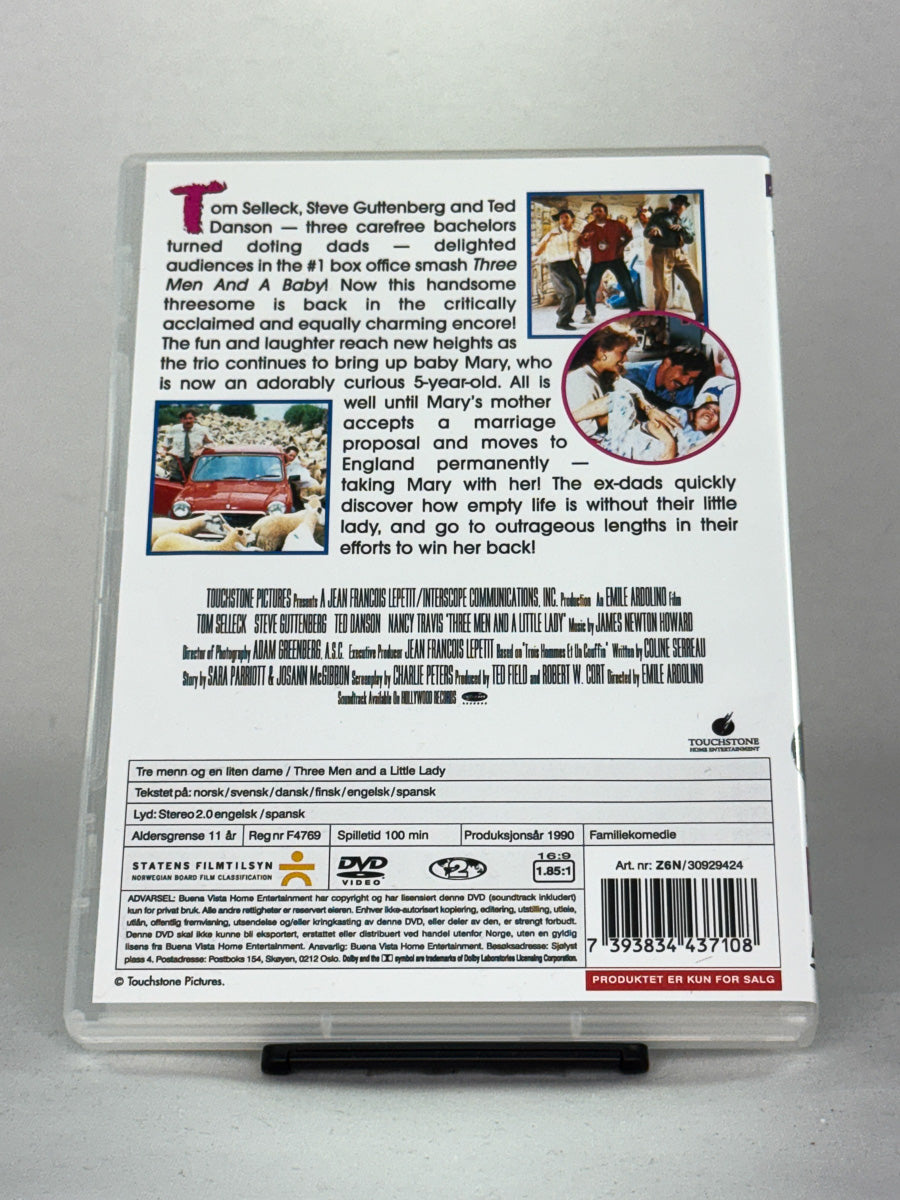 Tom Selleck, Steve Guttenberg and Ted
Danson — three carefree bachelors
turned doting dads — delighted
audiences in the #1 box office smash Three
Men And A Baby! Now this handsome
threesome is back in the critically
acclaimed and equally charming encore!
The fun and laughter reach new heights as
the trio continues to bring up baby Mary, who
is now an adorably curious 5-year-old. All is
well until Mary's mother
accepts a marriage
proposal and moves to
England permanently —
taking Mary with her! The ex-dads quickly
discover how empty life is without their little
lady, and go to outrageous lengths in their
efforts to win her back!
TOUCHSTONE PICTURES Presents A JEAN FRANCOIS LEPETIT/INTERSCOPE COMMUNICATIONS, INC. Production An EMILE ARDOLINO Film
TOM SELLECK STEVE GUTTENBERG TED DANSON NANCY TRAVIS "THREE MEN AND A LITTLE LADY" Music by JAMES NEWTON HOWARD
Director of Photography ADAM GREENBERG, A.S.C. Executive Producer JEAN FRANCOIS LEPETIT Based on "Trois Hommes Et Un Couffin" Written by COLINE SERREAU
Story by SARA PARRIOTT & JOSANN McGIBBON Screenplay by CHARLIE PETERS Produced by TED FIELD and ROBERT W. CORT Directed by EMILE ARDOLINO
Soundtrack Available On HOLLYWOOD RECORDS
TOUCHSTONE
HOME ENTERTAINMENT
Tre menn og en liten dame / Three Men and a Little Lady
Tekstet på: norsk/svensk/dansk/finsk/engelsk/spansk
Lyd: Stereo 2.0 engelsk/spansk
Aldersgrense 11 år Reg nr F4769 Spilletid 100 min Produksjonsår 1990 Familiekomedie
STATENS FILMTILSYN
NORWEGIAN BOARD FILM CLASSIFICATION
DVD
VIDEO
2
16:9
1.85:1
Art. nr: Z6N/30929424
ADVARSEL: Buena Vista Home Entertainment har copyright og har lisensiert denne DVD (soundtrack inkludert)
kun for privat bruk. Alle andre rettigheter er reservert eieren. Enhver ikke-autorisert kopiering, editering, utstilling, utleie,
utlån, offentlig fremvisning, utsendelse og/eller kringkasting av denne DVD, eller deler av den, er strengt forbudt.
Denne DVD skal ikke kunne bli eksportert, erstattet eller distribuert ved handel utenfor Norge, uten en gyldig
lisens fra Buena Vista Home Entertainment. Ansvarlig: Buena Vista Home Entertainment. Besøksadresse: Sjølyst
plass 4. Postadresse: Postboks 154, Skøyen, 0212 Oslo. Dolby and the DD symbol are trademarks of Dolby Laboratories Licensing Corporation.
7 393834 437108
© Touchstone Pictures.
PRODUKTET ER KUN FOR SALG